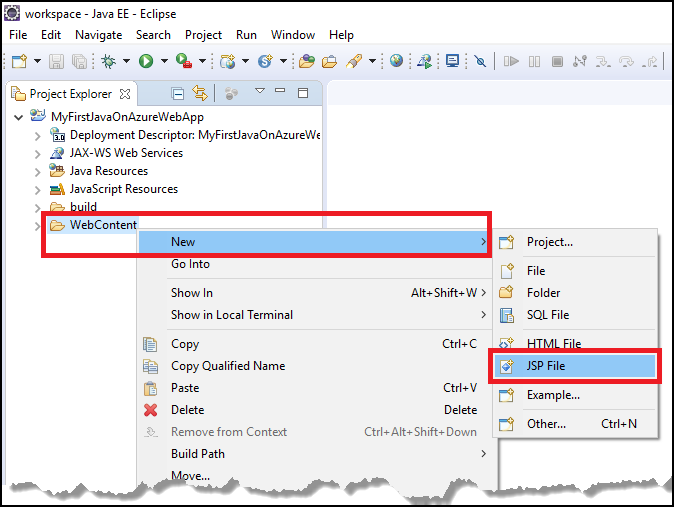 workspace - Java EE - Eclipse
File Edit Navigate Search Project Run Window Help
Project Explorer
MyFirstJavaOnAzureWebApp
3.0 Deployment Descriptor: MyFirstJavaOnAzureWe
JAX-WS Web Services
Java Resources
JavaScript Resources
build
WebContent
New
Go Into
Show In Alt+Shift+W
Show in Local Terminal
Copy Ctrl+C
Copy Qualified Name
Paste Ctrl+V
Delete Delete
Remove from Context Ctrl+Alt+Shift+Down
Build Path
Move...
Project...
File
Folder
SQL File
HTML File
JSP File
Example...
Other... Ctrl+N